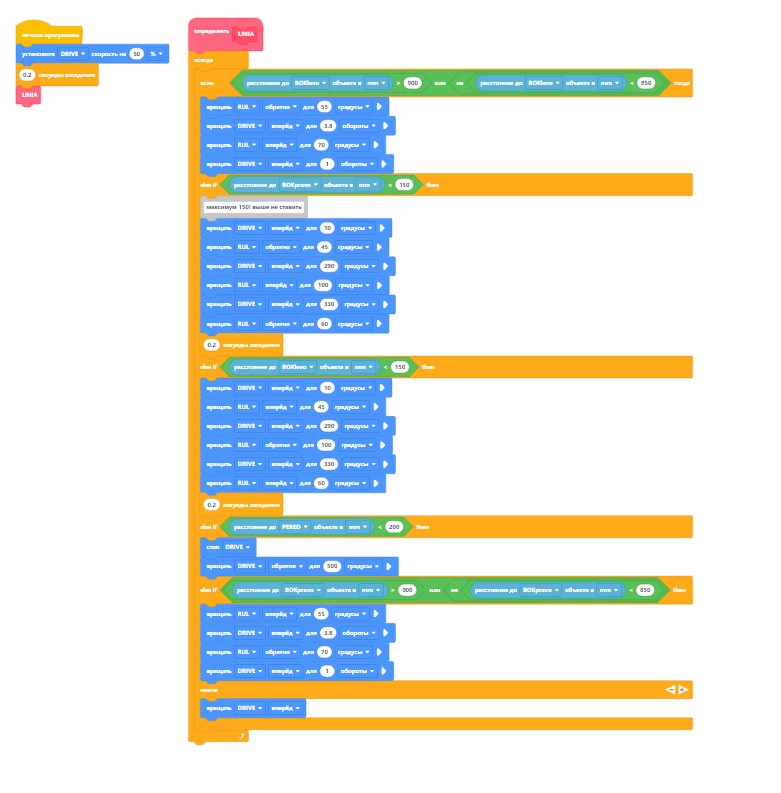 начало программы
установите DRIVE скорость на 50 %
0.2 секунды ожидания
LINIA
определить LINIA
всегда
если расстояние до BOKlevo объекта в mm > 900 или не расстояние до BOKlevo объекта в mm < 850 тогда
вращать RUL обратно для 55 градусы
вращать DRIVE вперёд для 3.8 обороты
вращать RUL вперёд для 70 градусы
вращать DRIVE вперёд для 1 обороты
else if расстояние до BOKpravo объекта в mm < 150 then
максимум 150! выше не ставить
вращать DRIVE вперёд для 10 градусы
вращать RUL обратно для 45 градусы
вращать DRIVE вперёд для 290 градусы
вращать RUL вперёд для 100 градусы
вращать DRIVE вперёд для 330 градусы
вращать RUL обратно для 60 градусы
0.2 секунды ожидания
else if расстояние до BOKlevo объекта в mm < 150 then
вращать DRIVE вперёд для 10 градусы
вращать RUL вперёд для 45 градусы
вращать DRIVE вперёд для 290 градусы
вращать RUL обратно для 100 градусы
вращать DRIVE вперёд для 330 градусы
вращать RUL вперёд для 60 градусы
0.2 секунды ожидания
else if расстояние до PERED объекта в mm < 200 then
стоп DRIVE
вращать DRIVE обратно для 500 градусы
else if расстояние до BOKpravo объекта в mm > 900 или не расстояние до BOKpravo объекта в mm < 850 then
вращать RUL вперёд для 55 градусы
вращать DRIVE вперёд для 3.8 обороты
вращать RUL обратно для 70 градусы
вращать DRIVE вперёд для 1 обороты
иначе
вращать DRIVE вперёд